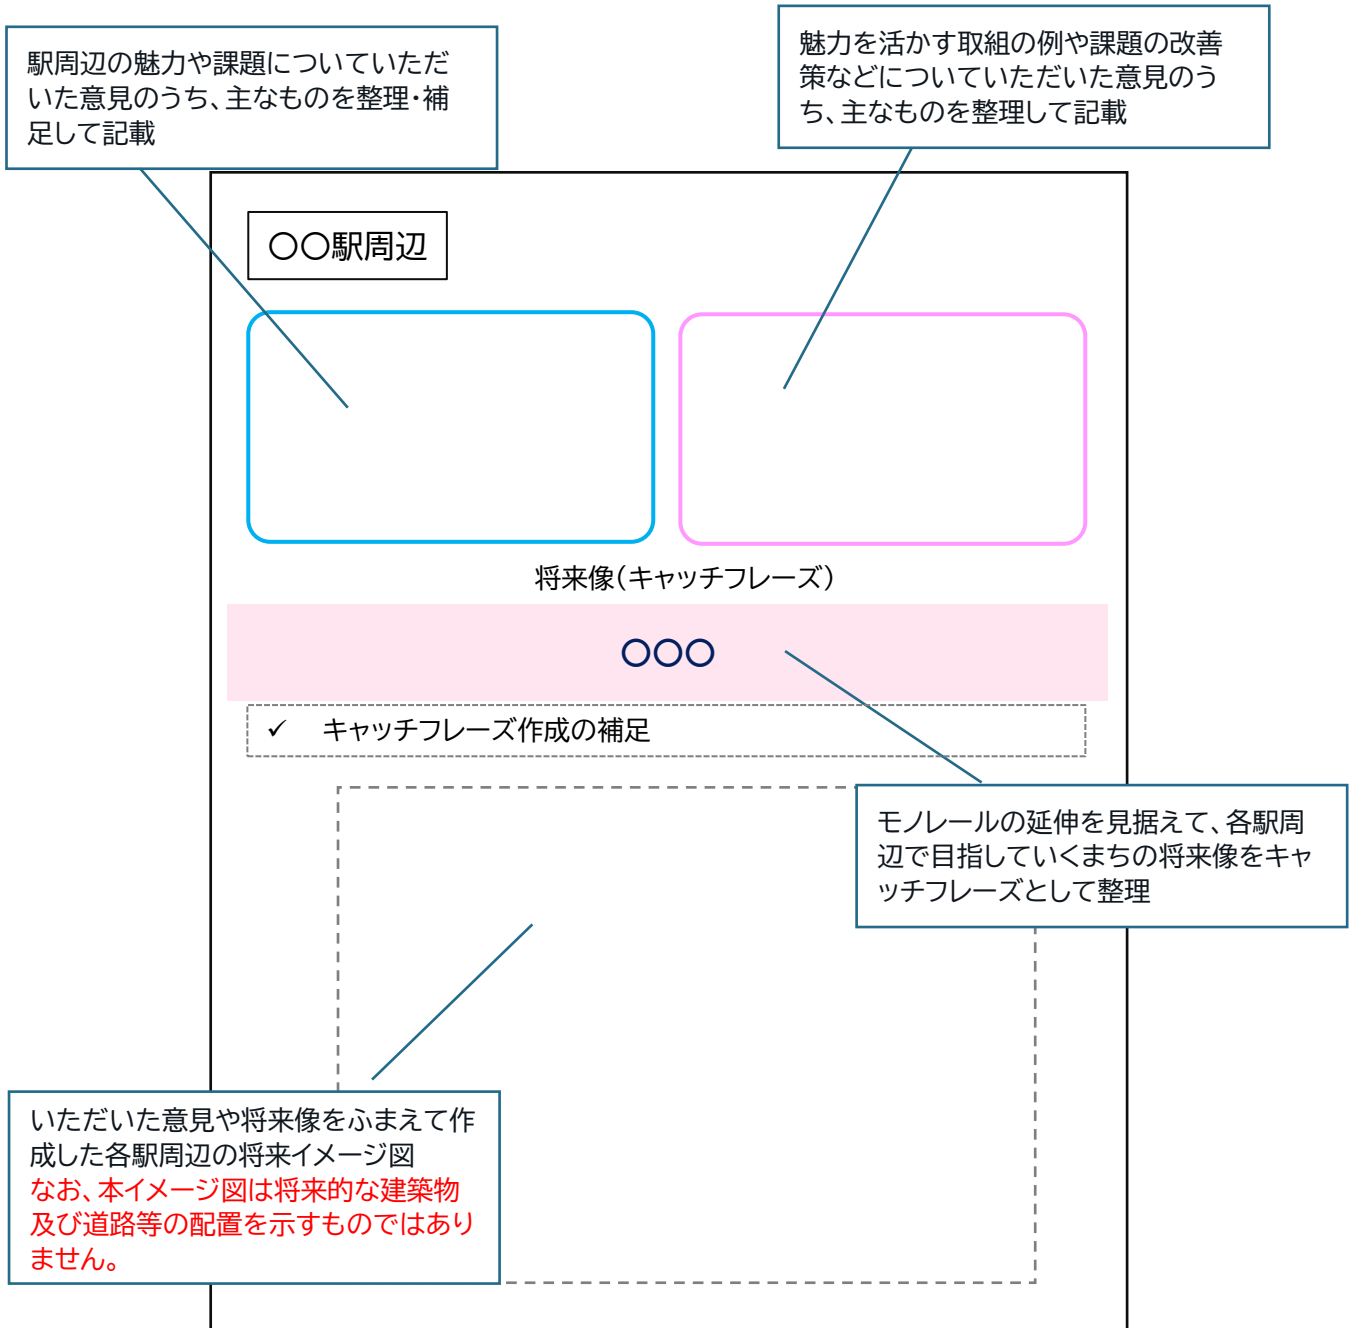 駅周辺の魅力や課題についていただ
いた意見のうち、主なものを整理・補
足して記載
魅力を活かす取組の例や課題の改善
策などについていただいた意見のう
ち、主なものを整理して記載
〇〇駅周辺
将来像(キャッチフレーズ)
〇〇〇
✓ キャッチフレーズ作成の補足
モノレールの延伸を見据えて、各駅周
辺で目指していくまちの将来像をキャ
ッチフレーズとして整理
いただいた意見や将来像をふまえて作
成した各駅周辺の将来イメージ図
なお、本イメージ図は将来的な建築物
及び道路等の配置を示すものではあり
ません。